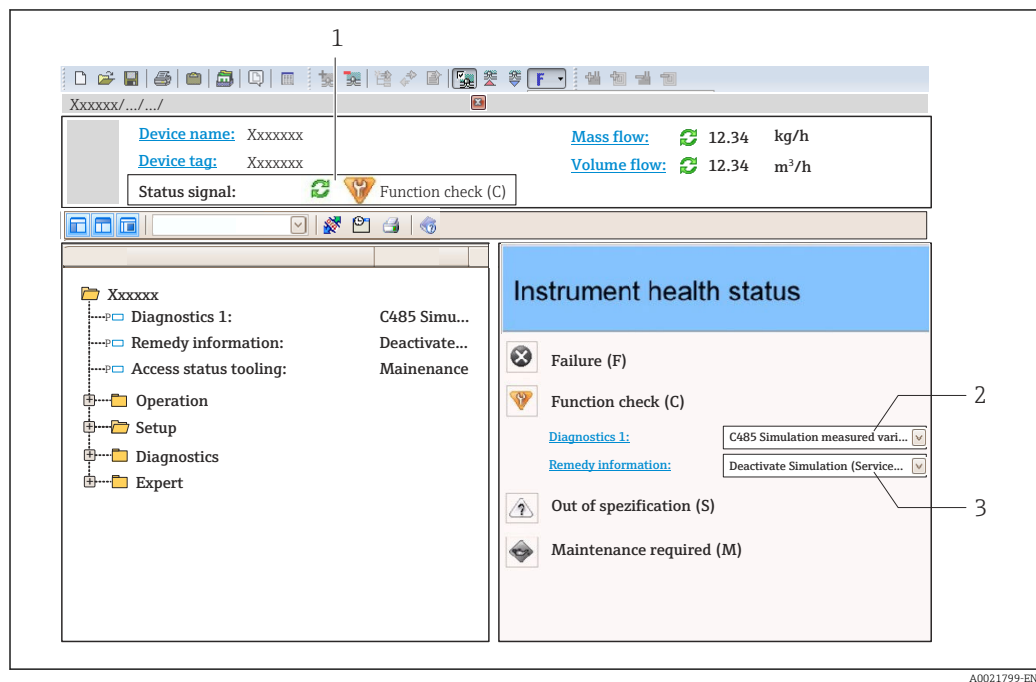 1
F
Xxxxxx/.../.../
Device name: Xxxxxxx
Mass flow: 12.34 kg/h
Device tag: Xxxxxxx
Volume flow: 12.34 m³/h
Status signal: Function check (C)
Xxxxxx
Diagnostics 1: C485 Simu...
Remedy information: Deactivate...
Access status tooling: Mainenance
Operation
Setup
Diagnostics
Expert
Instrument health status
Failure (F)
Function check (C)
Diagnostics 1: C485 Simulation measured vari...
2
Remedy information: Deactivate Simulation (Service...
3
Out of spezification (S)
Maintenance required (M)
A0021799-EN